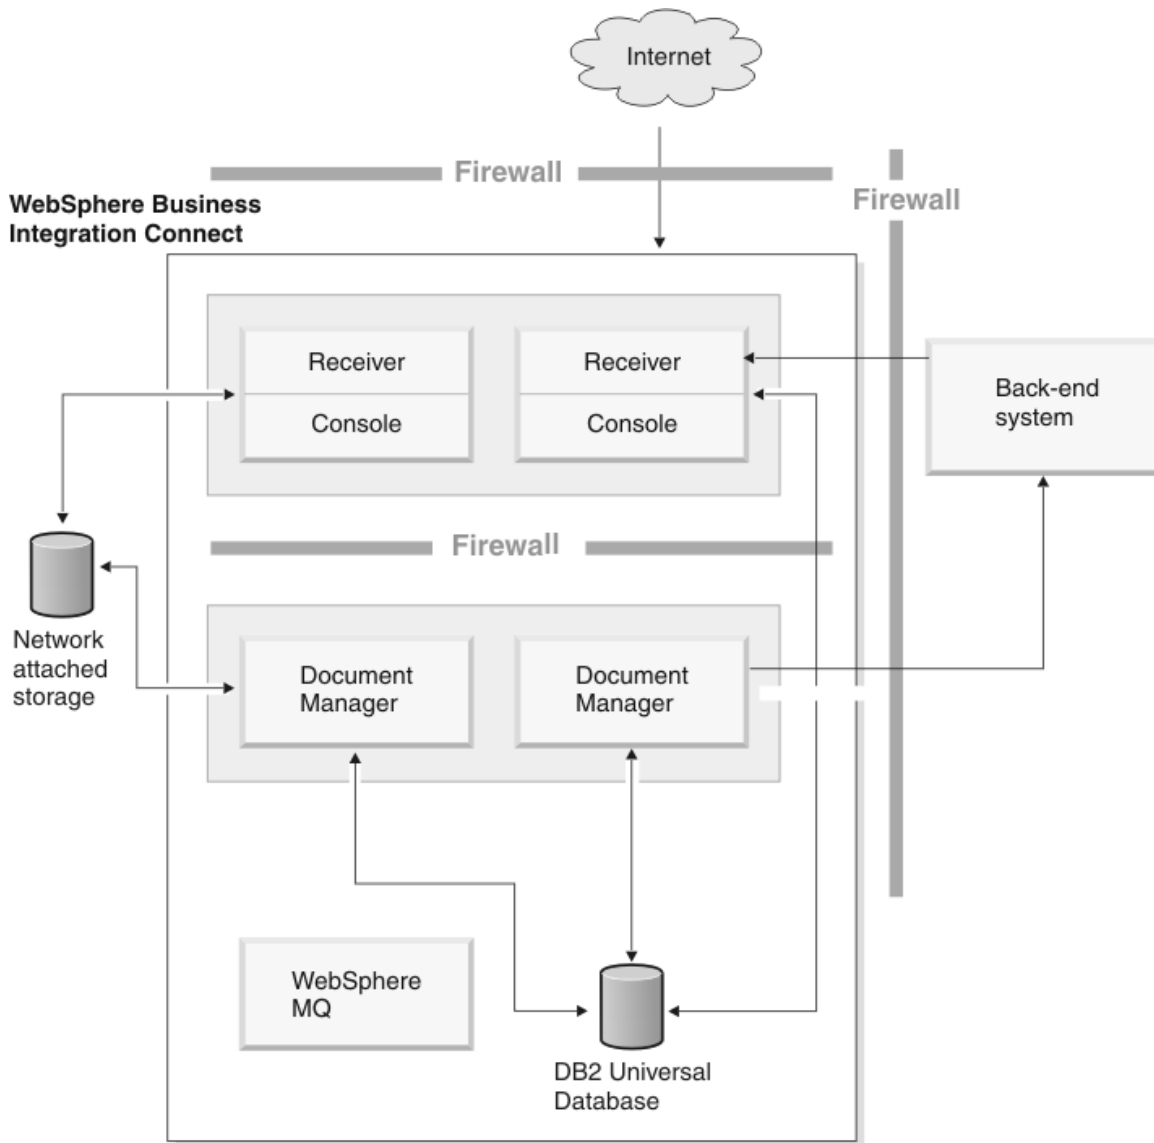 Internet
Firewall
Firewall
WebSphere Business
Integration Connect
Receiver
Console
Receiver
Console
Back-end
system
Firewall
Network
attached
storage
Document
Manager
Document
Manager
WebSphere
MQ
DB2 Universal
Database